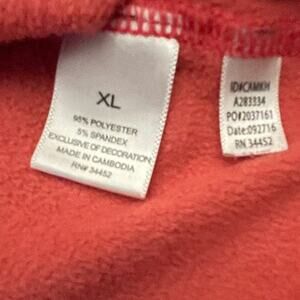 XL
95% POLYESTER
5% SPANDEX
EXCLUSIVE OF DECORATION
MADE IN CAMBODIA
RN# 34452
ID#CAMKH
A283334
PO#2037161
Date:092716
RN 34452